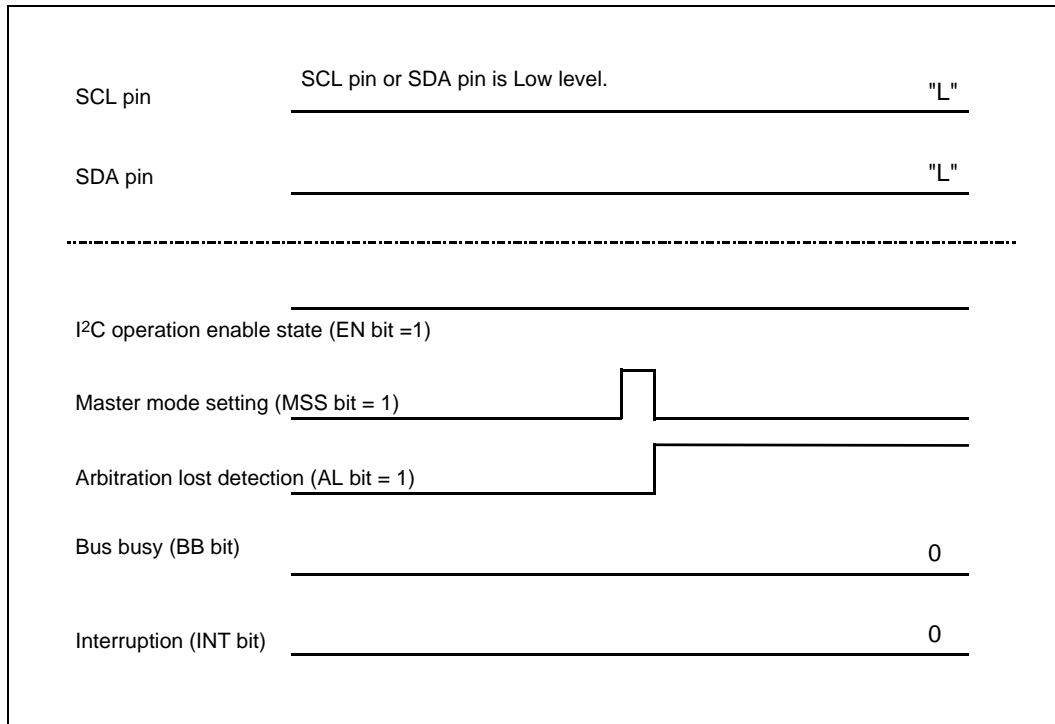 SCL pin or SDA pin is Low level.
SCL pin "L"
SDA pin "L"
I2C operation enable state (EN bit =1)
Master mode setting (MSS bit = 1)
Arbitration lost detection (AL bit = 1)
Bus busy (BB bit) 0
Interruption (INT bit) 0